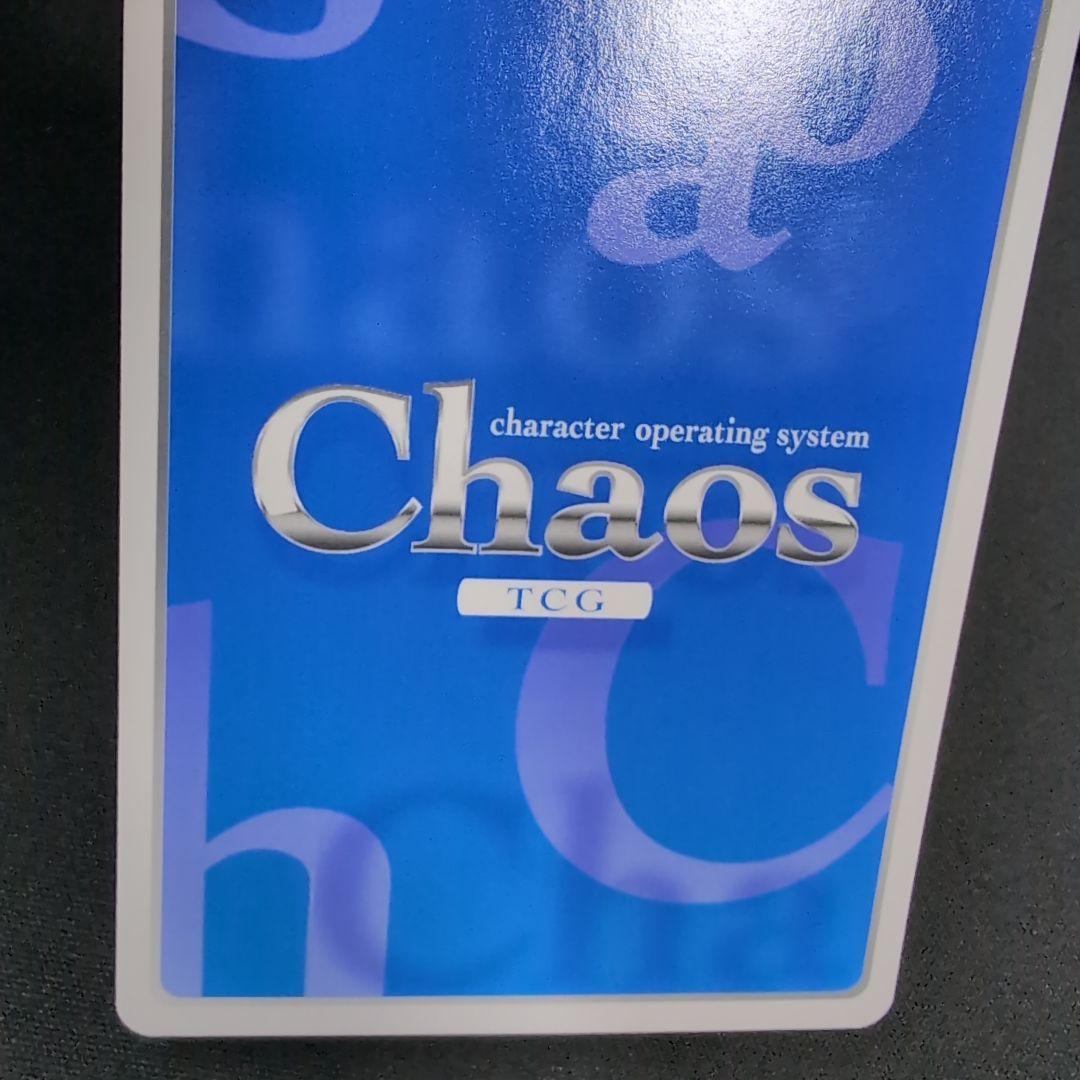 character operating system
Chaos
TCG